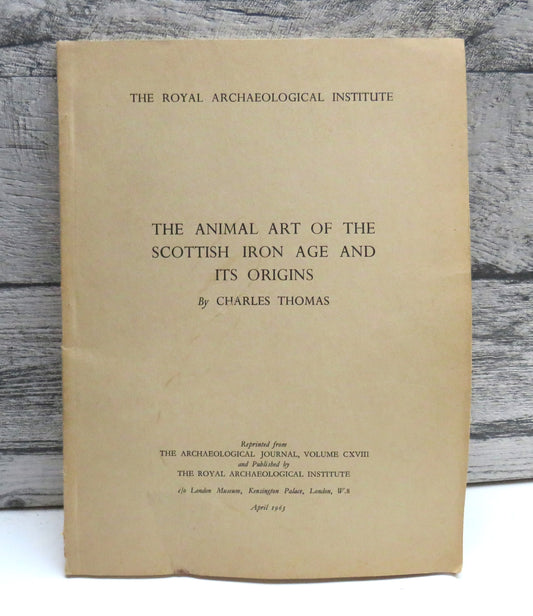 THE ROYAL ARCHAEOLOGICAL INSTITUTE
THE ANIMAL ART OF THE
SCOTTISH IRON AGE AND
ITS ORIGINS
By CHARLES THOMAS
Reprinted from
THE ARCHAEOLOGICAL JOURNAL, VOLUME CXVIII
and Published by
THE ROYAL ARCHAEOLOGICAL INSTITUTE
c/o London Museum, Kensington Palace, London, W.8
April 1963